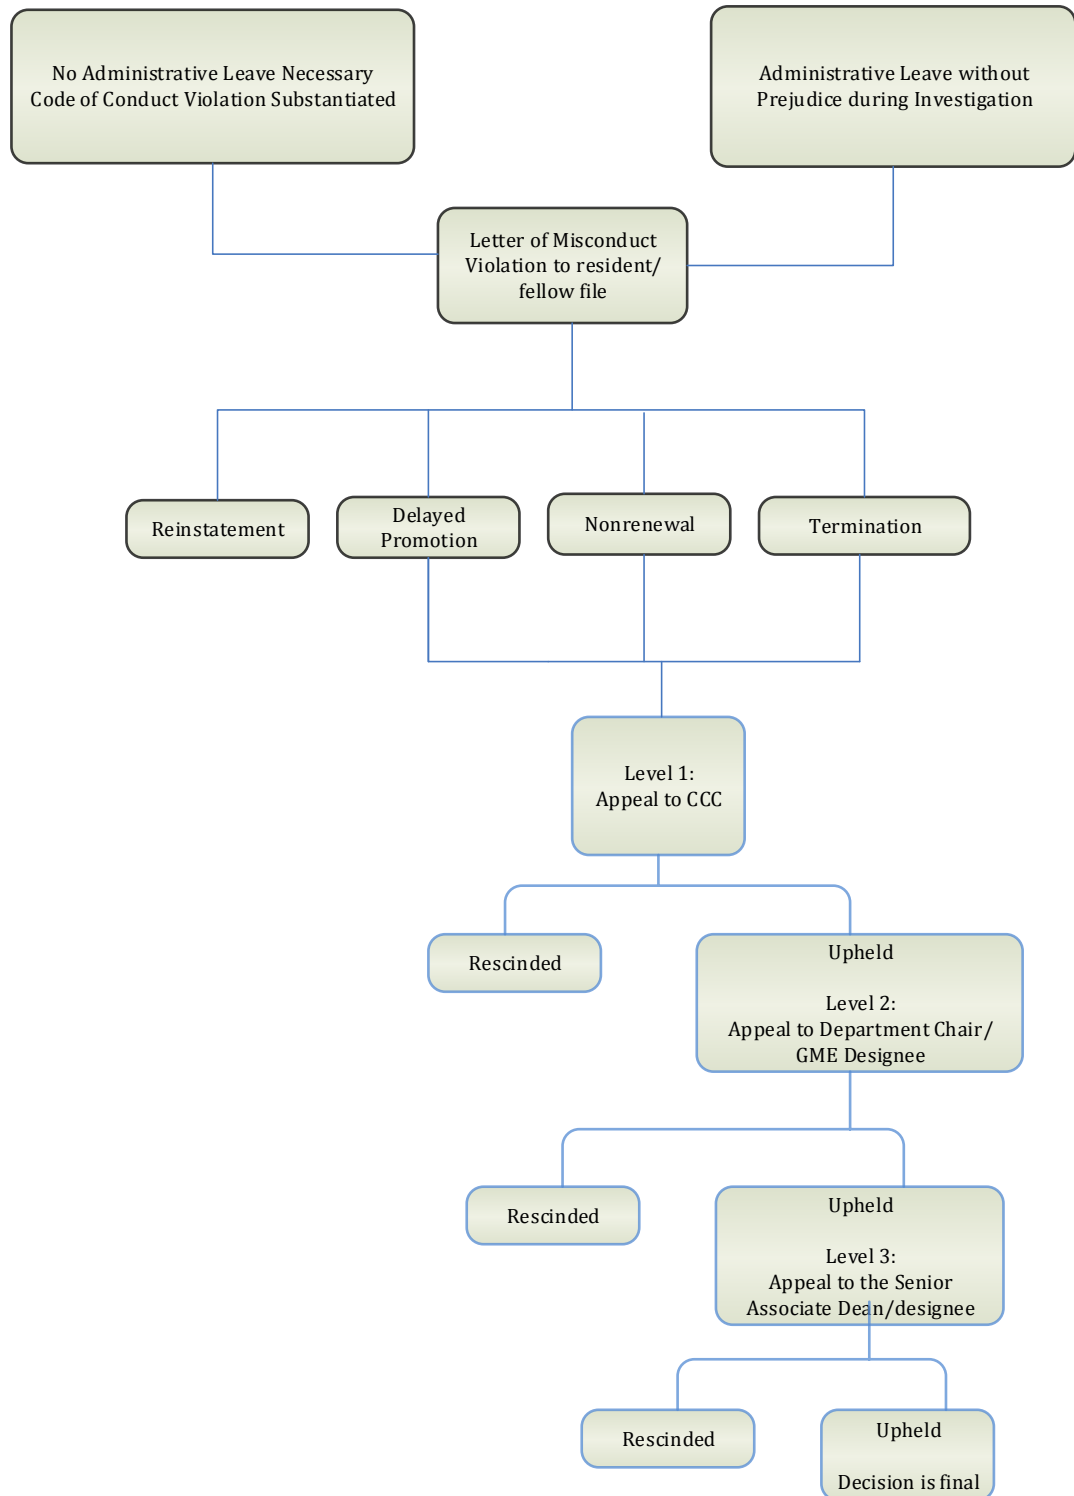 No Administrative Leave Necessary
Code of Conduct Violation Substantiated
Administrative Leave without
Prejudice during Investigation
Letter of Misconduct
Violation to resident/
fellow file
Reinstatement
Delayed
Promotion
Nonrenewal
Termination
Level 1:
Appeal to CCC
Rescinded
Upheld
Level 2:
Appeal to Department Chair/
GME Designee
Rescinded
Upheld
Level 3:
Appeal to the Senior
Associate Dean/designee
Rescinded
Upheld
Decision is final